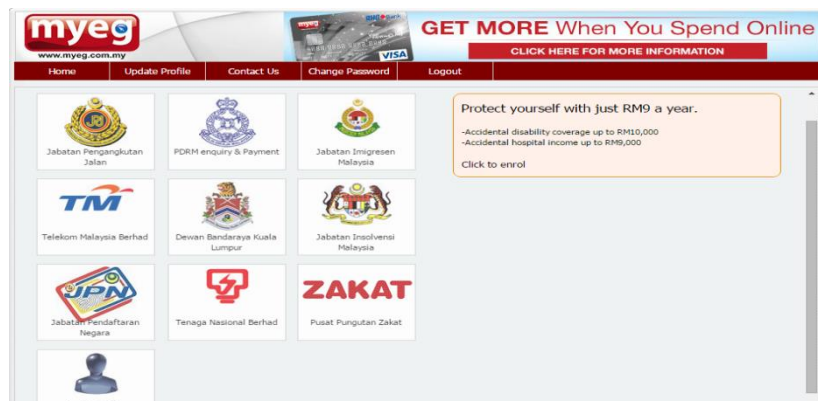 myeg
www.myeg.com.my
VISA
GET MORE When You Spend Online
CLICK HERE FOR MORE INFORMATION
Home Update Profile Contact Us Change Password Logout
Jabatan Pengangkutan
Jalan
PDRM enquiry & Payment
Jabatan Imigresen
Malaysia
Protect yourself with just RM9 a year.
-Accidental disability coverage up to RM10,000
-Accidental hospital income up to RM9,000
Click to enrol
TM
Telekom Malaysia Berhad
Dewan Bandaraya Kuala
Lumpur
Jabatan Insolvensi
Malaysia
JPN
Jabatan Pendaftaran
Negara
Tenaga Nasional Berhad
ZAKAT
Pusat Pungutan Zakat